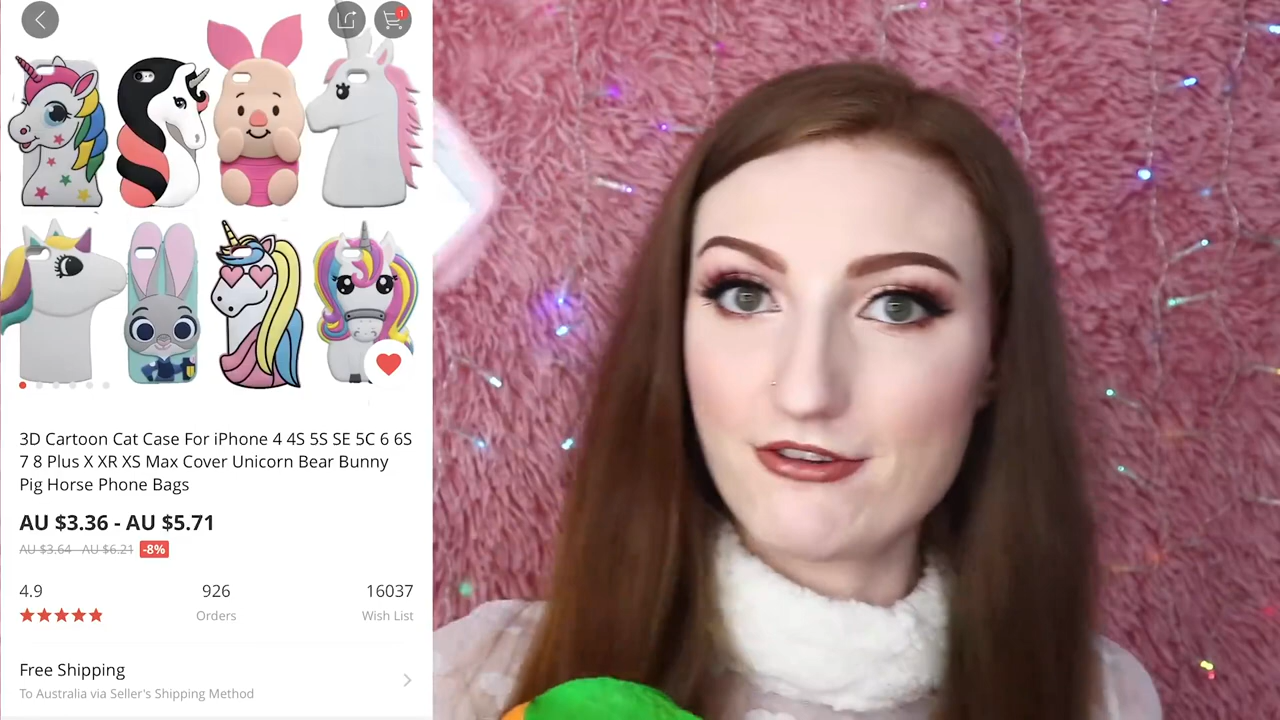 1
3D Cartoon Cat Case For iPhone 4 4S 5S SE 5C 6 6S
7 8 Plus X XR XS Max Cover Unicorn Bear Bunny
Pig Horse Phone Bags
AU $3.36 - AU $5.71
AU $3.64 - AU $6.21 -8%
4.9 926 16037
Orders Wish List
Free Shipping
To Australia via Seller's Shipping Method